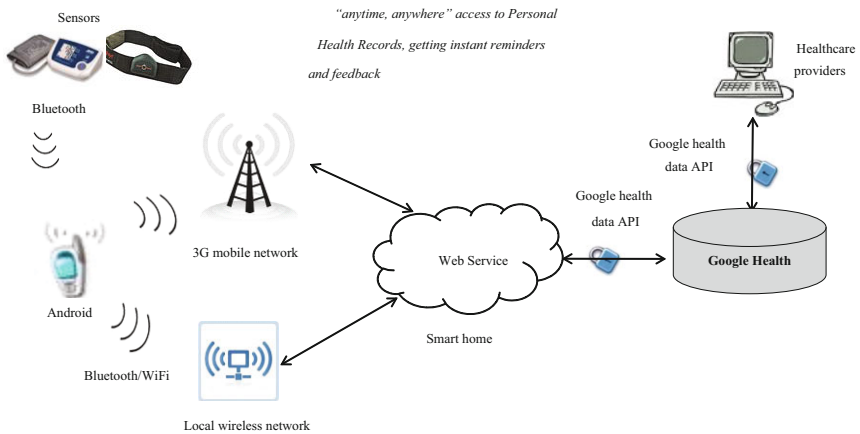 Sensors
"anytime, anywhere" access to Personal
Health Records, getting instant reminders
and feedback
Healthcare
providers
Bluetooth
Google health
data API
Google health
data API
3G mobile network
Web Service
Google Health
Android
Smart home
Bluetooth/WiFi
Local wireless network